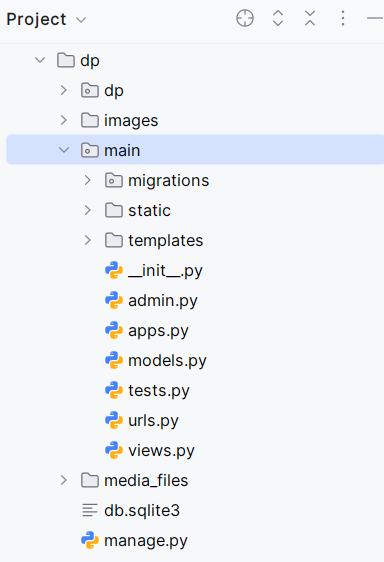 Project
dp
dp
images
main
migrations
static
templates
__init__.py
admin.py
apps.py
models.py
tests.py
urls.py
views.py
media_files
db.sqlite3
manage.py